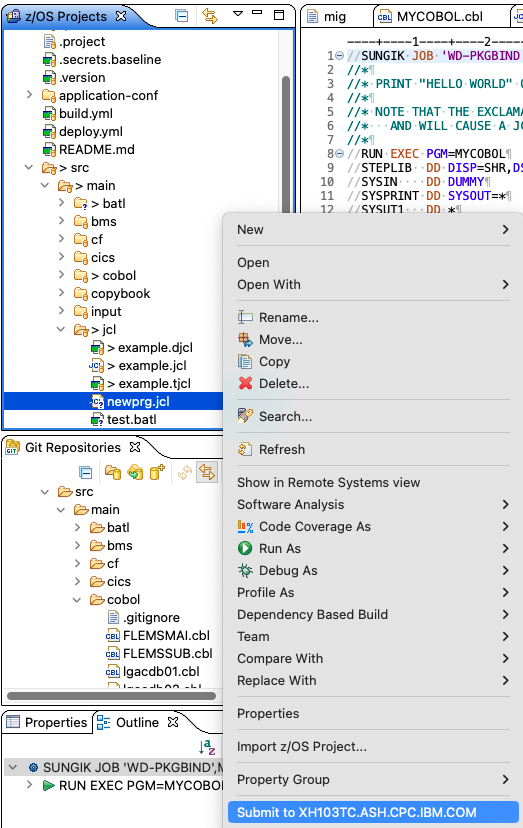 z/OS Projects
.project
.secrets.baseline
.version
application-conf
build.yml
deploy.yml
README.md
> src
> main
> batl
bms
cf
cics
> cobol
copybook
input
> jcl
> example.djcl
> example.jcl
> example.tjcl
newprg.jcl
test.batl
mig
MYCOBOL.cbl
----+----1----+----2-----
1 //SUNGIK JOB 'WD-PKGBIND
2 //*
3 //* PRINT "HELLO WORLD"
4 //*
5 //* NOTE THAT THE EXCLAMA
6 //* AND WILL CAUSE A JO
7 //*
8 //RUN EXEC PGM=MYCOBOL
9 //STEPLIB DD DISP=SHR,DS
10 //SYSIN DD DUMMY
11 //SYSPRINT DD SYSOUT=*
12 //SYSUT1 DD *
New
Open
Open With
Rename...
Move...
Copy
Delete...
Search...
Refresh
Show in Remote Systems view
Software Analysis
Code Coverage As
Run As
Debug As
Profile As
Dependency Based Build
Team
Compare With
Replace With
Properties
Import z/OS Project...
Property Group
Submit to XH103TC.ASH.CPC.IBM.COM
Git Repositories
src
main
batl
bms
cf
cics
cobol
.gitignore
FLEMSMAI.cbl
FLEMSSUB.cbl
lgacdb01.cbl
lgacdb02.cbl
Properties
Outline
SUNGIK JOB 'WD-PKGBIND',
RUN EXEC PGM=MYCOBOL